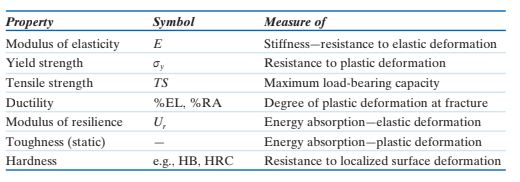 Property Symbol Measure of
Modulus of elasticity E Stiffness—resistance to elastic deformation
Yield strength σy Resistance to plastic deformation
Tensile strength TS Maximum load-bearing capacity
Ductility %EL, %RA Degree of plastic deformation at fracture
Modulus of resilience Ur Energy absorption—elastic deformation
Toughness (static) — Energy absorption—plastic deformation
Hardness e.g., HB, HRC Resistance to localized surface deformation